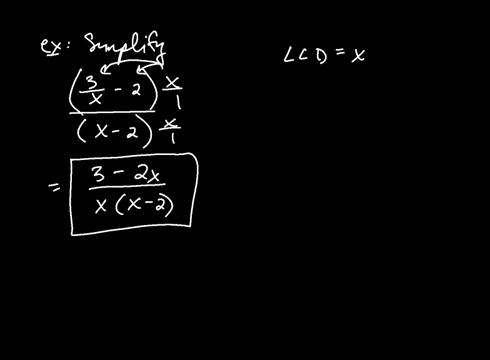 ex: Simplify
LCD = x
(3/x - 2) x/1
(x - 2) x/1
= 3 - 2x
x (x - 2)